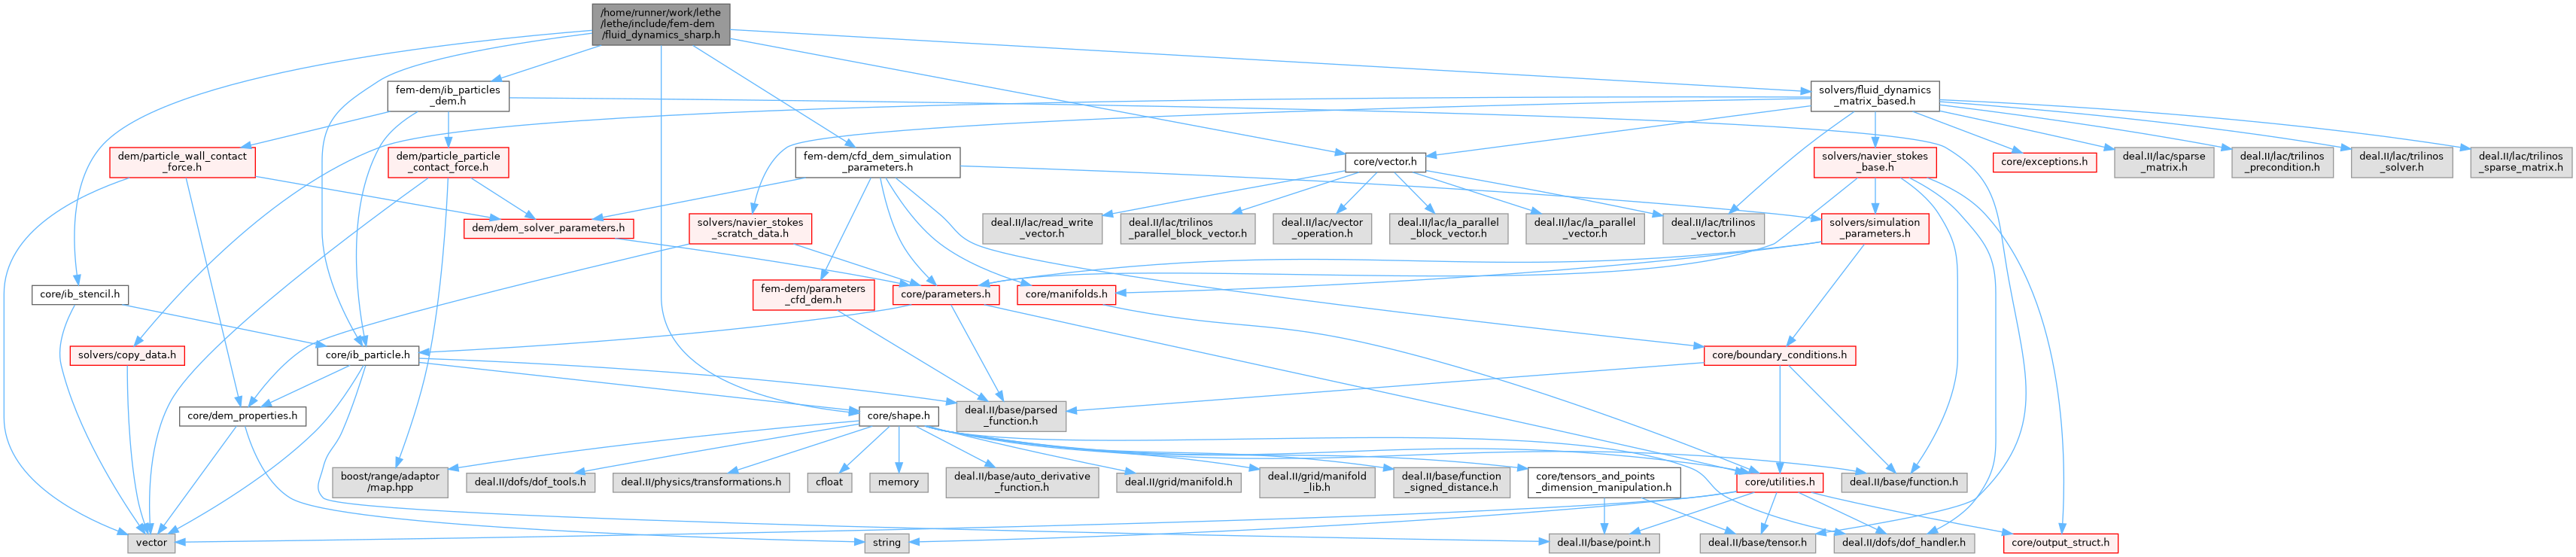 /home/runner/work/lethe
/lethe/include/fem-dem
/fluid_dynamics_sharp.h
fem-dem/ib_particles
_dem.h
solvers/fluid_dynamics
_matrix_based.h
dem/particle_wall_contact
_force.h
dem/particle_particle
_contact_force.h
fem-dem/cfd_dem_simulation
_parameters.h
core/vector.h
solvers/navier_stokes
_base.h
core/exceptions.h
deal.II/lac/sparse
_matrix.h
deal.II/lac/trilinos
_precondition.h
deal.II/lac/trilinos
_solver.h
deal.II/lac/trilinos
_sparse_matrix.h
dem/dem_solver_parameters.h
solvers/navier_stokes
_scratch_data.h
deal.II/lac/read_write
_vector.h
deal.II/lac/trilinos
_parallel_block_vector.h
deal.II/lac/vector
_operation.h
deal.II/lac/la_parallel
_block_vector.h
deal.II/lac/la_parallel
_vector.h
deal.II/lac/trilinos
_vector.h
solvers/simulation
_parameters.h
core/ib_stencil.h
fem-dem/parameters
_cfd_dem.h
core/parameters.h
core/manifolds.h
solvers/copy_data.h
core/ib_particle.h
core/boundary_conditions.h
core/dem_properties.h
core/shape.h
deal.II/base/parsed
_function.h
boost/range/adaptor
/map.hpp
deal.II/dofs/dof_tools.h
deal.II/physics/transformations.h
cfloat
memory
deal.II/base/auto_derivative
_function.h
deal.II/grid/manifold.h
deal.II/grid/manifold
_lib.h
deal.II/base/function
_signed_distance.h
core/tensors_and_points
_dimension_manipulation.h
core/utilities.h
deal.II/base/function.h
vector
string
deal.II/base/point.h
deal.II/base/tensor.h
deal.II/dofs/dof_handler.h
core/output_struct.h